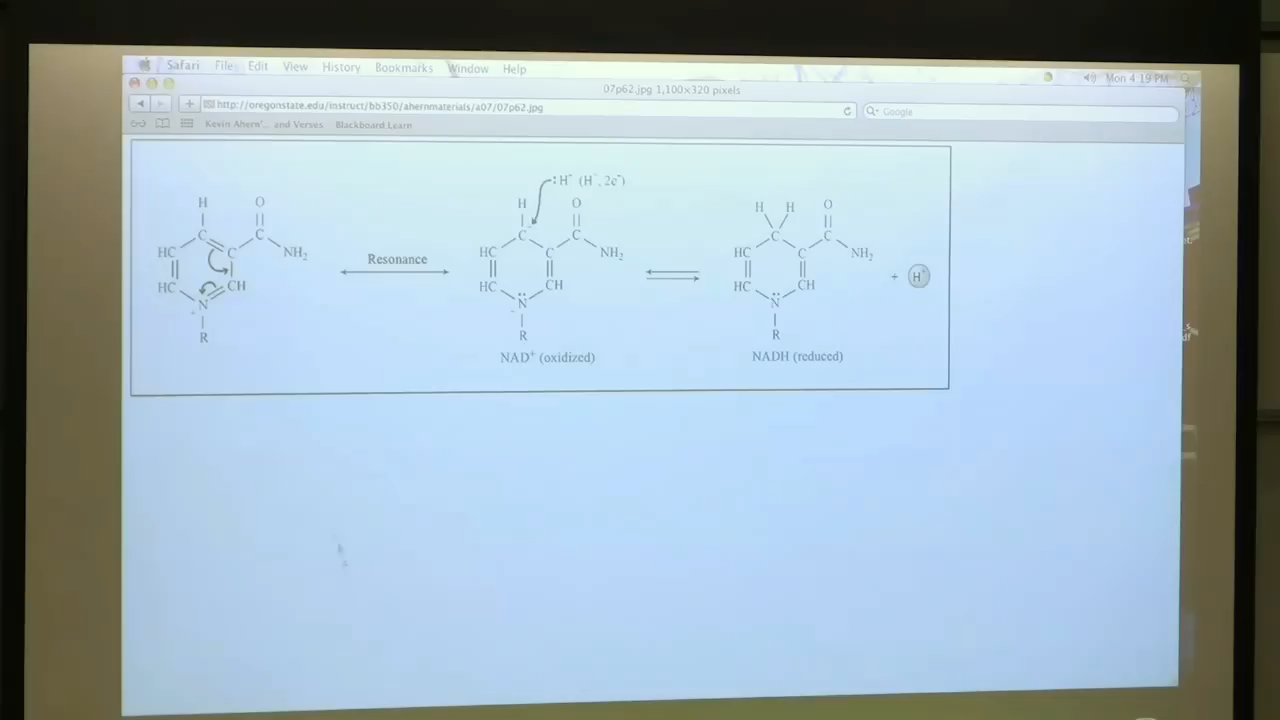 Safari File Edit View History Bookmarks Window Help
Mon 4:19 PM
07p62.jpg 1,100×320 pixels
http://oregonstate.edu/instruct/bb350/ahernmaterials/a07/07p62.jpg
Google
Kevin Ahern'... and Verses Blackboard Learn
:H⁻ (H⁺, 2e⁻)
H O H O H H O
C C C C C C
HC C NH₂ HC C NH₂ HC C NH₂
Resonance
HC CH HC CH HC CH + H⁺
N N N
R R R
NAD⁺ (oxidized) NADH (reduced)